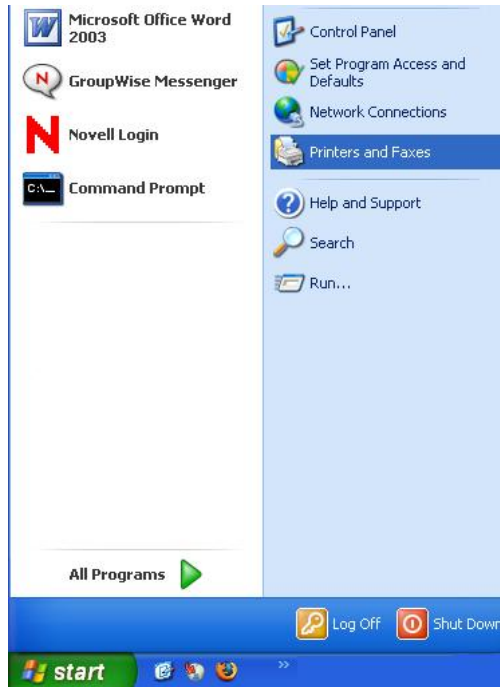 Microsoft Office Word
2003
GroupWise Messenger
Novell Login
Command Prompt
All Programs
Control Panel
Set Program Access and
Defaults
Network Connections
Printers and Faxes
Help and Support
Search
Run...
Log Off
Shut Down
start